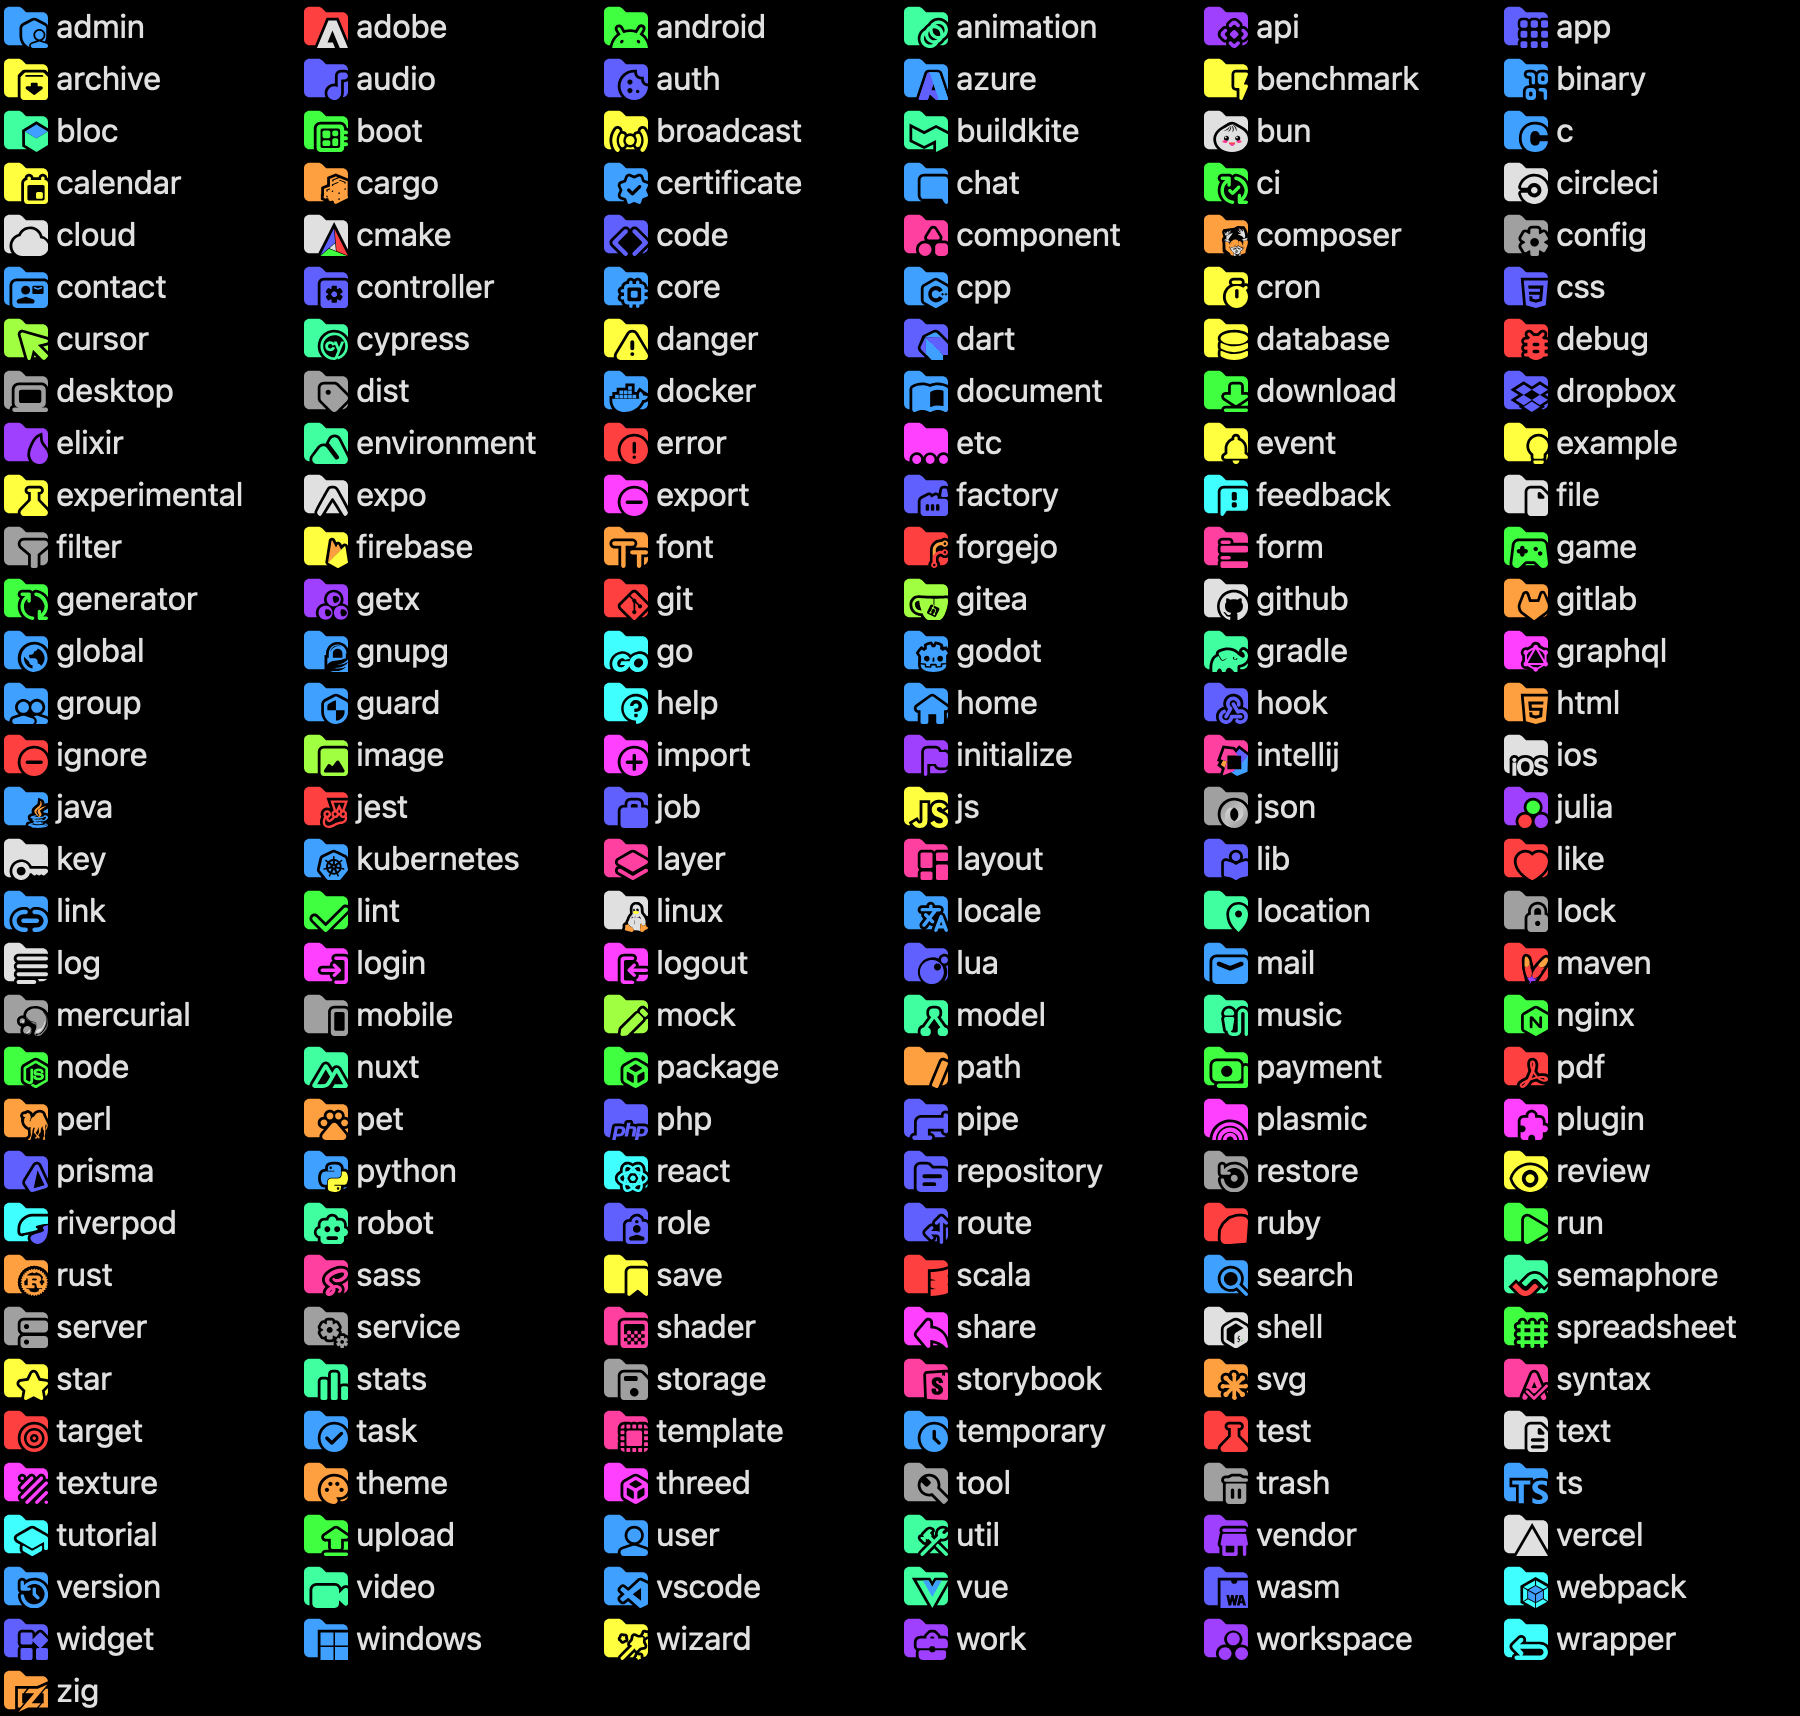 admin adobe android animation api app
archive audio auth azure benchmark binary
bloc boot broadcast buildkite bun c
calendar cargo certificate chat ci circleci
cloud cmake code component composer config
contact controller core cpp cron css
cursor cypress danger dart database debug
desktop dist docker document download dropbox
elixir environment error etc event example
experimental expo export factory feedback file
filter firebase font forgejo form game
generator getx git gitea github gitlab
global gnupg go godot gradle graphql
group guard help home hook html
ignore image import initialize intellij ios
java jest job js json julia
key kubernetes layer layout lib like
link lint linux locale location lock
log login logout lua mail maven
mercurial mobile mock model music nginx
node nuxt package path payment pdf
perl pet php pipe plasmic plugin
prisma python react repository restore review
riverpod robot role route ruby run
rust sass save scala search semaphore
server service shader share shell spreadsheet
star stats storage storybook svg syntax
target task template temporary test text
texture theme threed tool trash ts
tutorial upload user util vendor vercel
version video vscode vue wasm webpack
widget windows wizard work workspace wrapper
zig